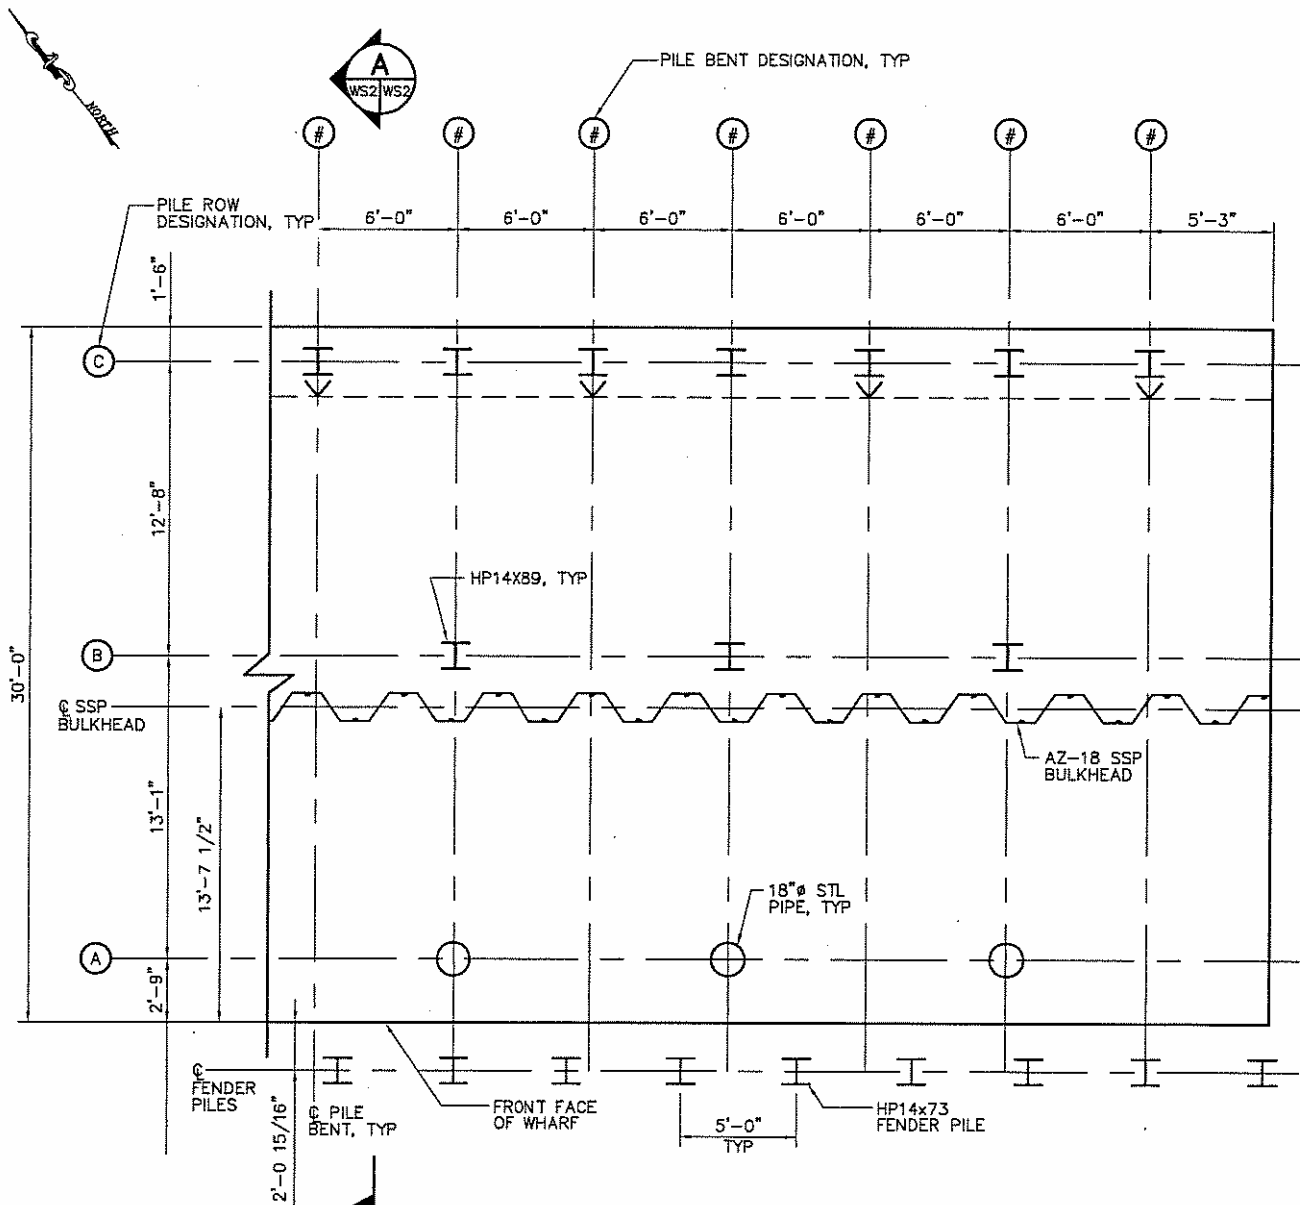 NORTH
A
WS2 WS2
PILE BENT DESIGNATION, TYP
# # # # # # #
PILE ROW
DESIGNATION, TYP
6'-0" 6'-0" 6'-0" 6'-0" 6'-0" 6'-0" 5'-3"
1'-6"
C
12'-8"
HP14X89, TYP
B
30'-0"
℄ SSP
BULKHEAD
AZ-18 SSP
BULKHEAD
13'-1"
13'-7 1/2"
18"ø STL
PIPE, TYP
A
2'-9"
℄
FENDER
PILES
℄ PILE
BENT, TYP
FRONT FACE
OF WHARF
5'-0"
TYP
HP14x73
FENDER PILE
2'-0 15/16"